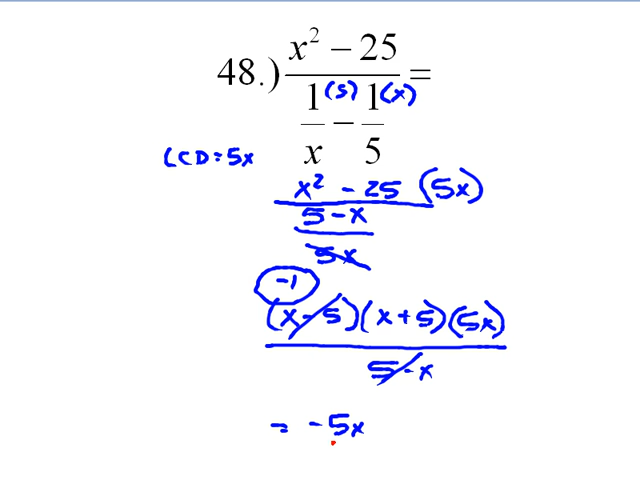 48.) x² − 25 =
1 (5) 1 (x)
−
x 5
LCD = 5x
x² − 25 (5x)
5 − x
5x
−1
(x − 5)(x + 5)(5x)
5 − x
= −5x